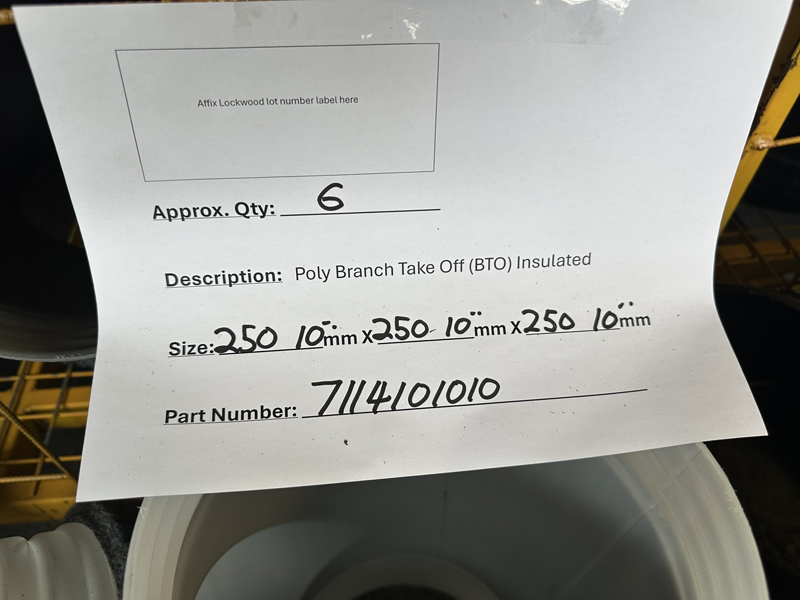 Affix Lockwood lot number label here
Approx. Qty: 6
Description: Poly Branch Take Off (BTO) Insulated
Size: 250 10" mm X 250 10" mm X 250 10" mm
Part Number: 7114101010